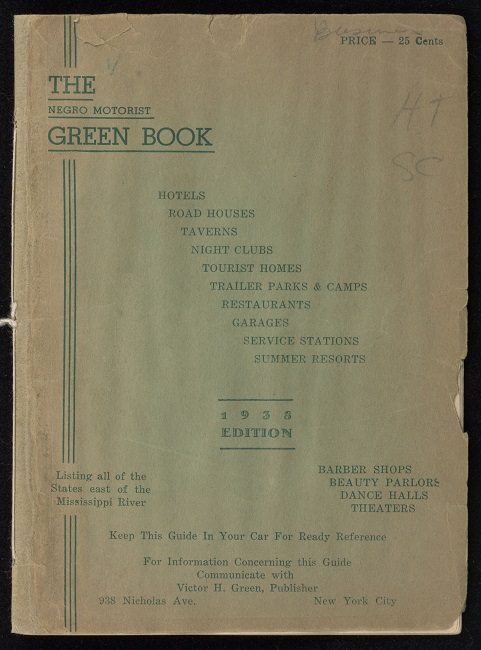 PRICE — 25 Cents
THE
NEGRO MOTORIST
GREEN BOOK
HT
SC
HOTELS
ROAD HOUSES
TAVERNS
NIGHT CLUBS
TOURIST HOMES
TRAILER PARKS & CAMPS
RESTAURANTS
GARAGES
SERVICE STATIONS
SUMMER RESORTS
1938
EDITION
Listing all of the
States east of the
Mississippi River
BARBER SHOPS
BEAUTY PARLORS
DANCE HALLS
THEATERS
Keep This Guide In Your Car For Ready Reference
For Information Concerning this Guide
Communicate with
Victor H. Green, Publisher
938 Nicholas Ave. New York City